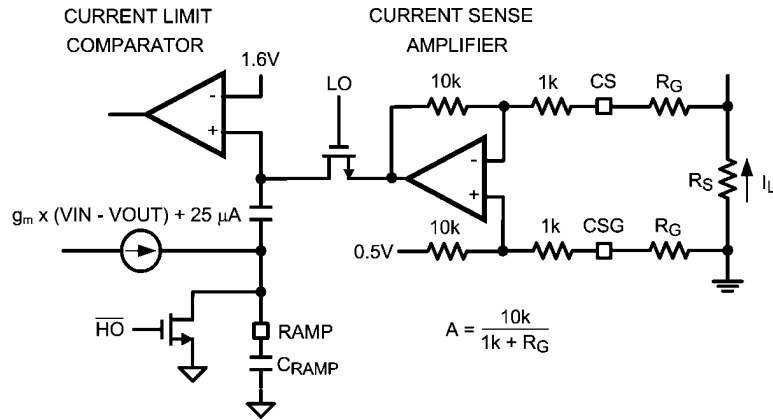 CURRENT LIMIT
COMPARATOR
CURRENT SENSE
AMPLIFIER
1.6V
LO
10k
1k
CS
RG
-
+
-
+
RS
IL
gm x (VIN - VOUT) + 25 μA
0.5V
10k
1k
CSG
RG
HO
RAMP
CRAMP
A = 10k
1k + RG